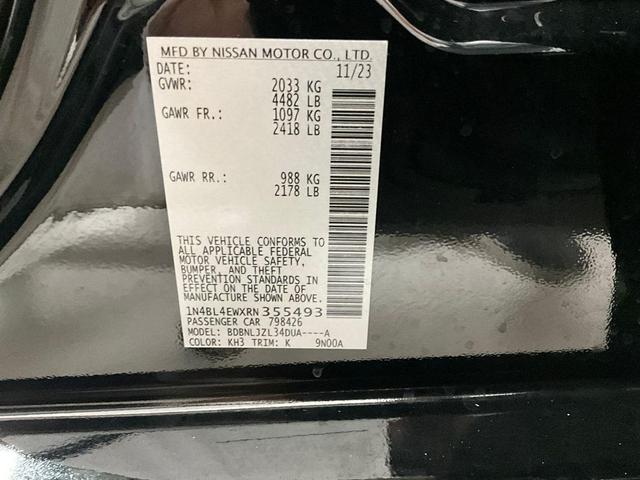 MFD BY NISSAN MOTOR CO., LTD.
DATE: 11/23
GVWR: 2033 KG
4482 LB
GAWR FR.: 1097 KG
2418 LB
GAWR RR.: 988 KG
2178 LB
THIS VEHICLE CONFORMS TO
ALL APPLICABLE FEDERAL
MOTOR VEHICLE SAFETY,
BUMPER, AND THEFT
PREVENTION STANDARDS IN
EFFECT ON THE DATE OF
MANUFACTURE SHOWN ABOVE.
1N4BL4EWXRN355493
PASSENGER CAR 798426
MODEL: BDBNLJZL34DUA----A
COLOR: KH3 TRIM: K 9N00A